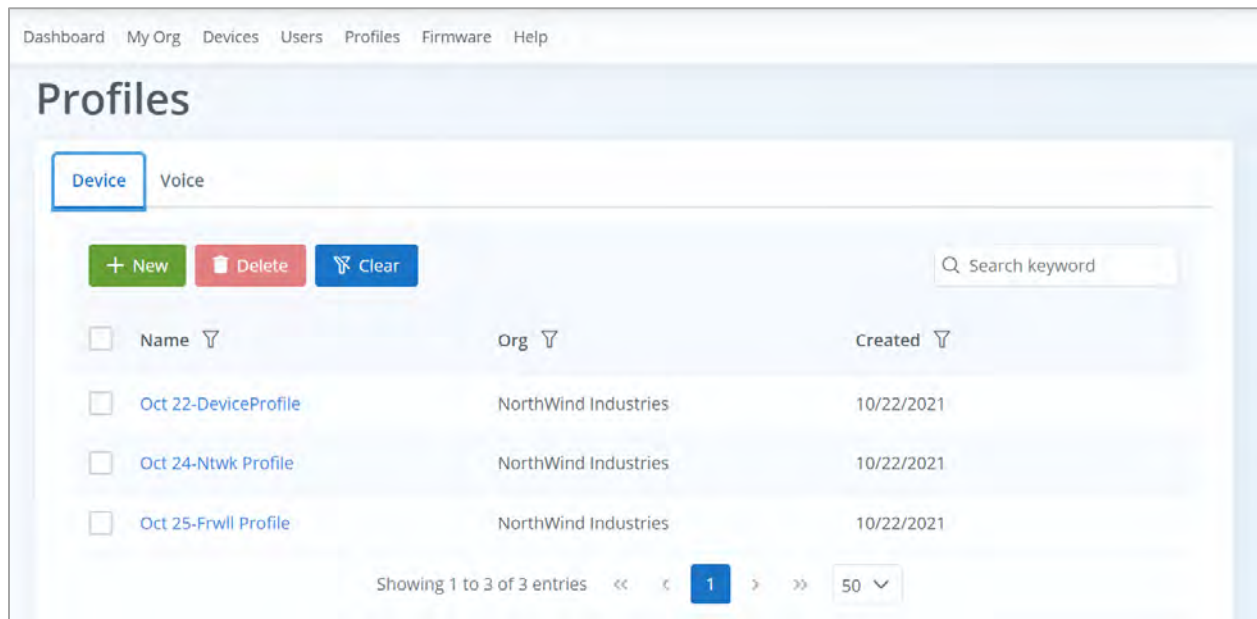 Dashboard My Org Devices Users Profiles Firmware Help
Profiles
Device Voice
+ New Delete Clear Search keyword
Name Org Created
Oct 22-DeviceProfile NorthWind Industries 10/22/2021
Oct 24-Ntwk Profile NorthWind Industries 10/22/2021
Oct 25-Frwll Profile NorthWind Industries 10/22/2021
Showing 1 to 3 of 3 entries << < 1 > >> 50